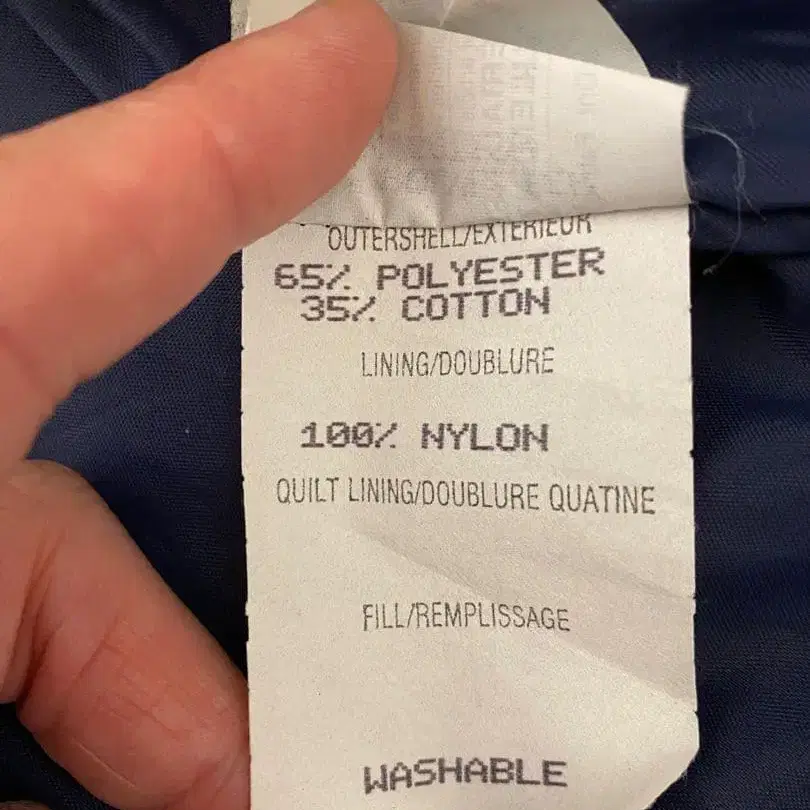 OUTERSHELL/EXTERIEUR
65% POLYESTER
35% COTTON
LINING/DOUBLURE
100% NYLON
QUILT LINING/DOUBLURE QUATINE
FILL/REMPLISSAGE
WASHABLE